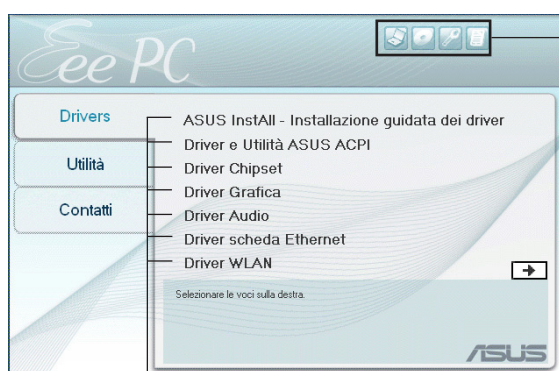 Eee PC
Drivers
Utilità
Contatti
ASUS InstAll - Installazione guidata dei driver
Driver e Utilità ASUS ACPI
Driver Chipset
Driver Grafica
Driver Audio
Driver scheda Ethernet
Driver WLAN
Selezionare le voci sulla destra.
ASUS